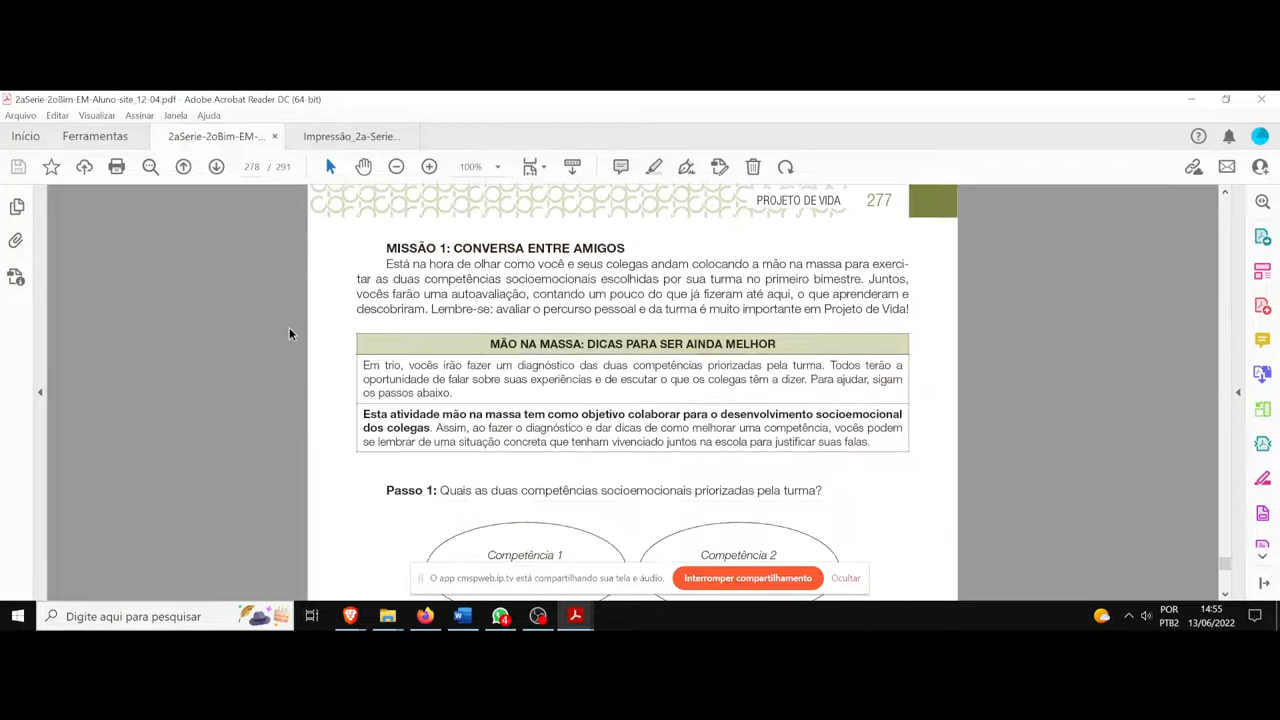 2aSerie-2oBim-EM-Aluno-site_12-04.pdf - Adobe Acrobat Reader DC (64-bit)
Arquivo Editar Visualizar Assinar Janela Ajuda
Início Ferramentas 2aSerie-2oBim-EM-... × Impressão_2a-Serie...
278 / 291 100%
PROJETO DE VIDA 277
MISSÃO 1: CONVERSA ENTRE AMIGOS
Está na hora de olhar como você e seus colegas andam colocando a mão na massa para exerci-
tar as duas competências socioemocionais escolhidas por sua turma no primeiro bimestre. Juntos,
vocês farão uma autoavaliação, contando um pouco do que já fizeram até aqui, o que aprenderam e
descobriram. Lembre-se: avaliar o percurso pessoal e da turma é muito importante em Projeto de Vida!
MÃO NA MASSA: DICAS PARA SER AINDA MELHOR
Em trio, vocês irão fazer um diagnóstico das duas competências priorizadas pela turma. Todos terão a
oportunidade de falar sobre suas experiências e de escutar o que os colegas têm a dizer. Para ajudar, sigam
os passos abaixo.
Esta atividade mão na massa tem como objetivo colaborar para o desenvolvimento socioemocional
dos colegas. Assim, ao fazer o diagnóstico e dar dicas de como melhorar uma competência, vocês podem
se lembrar de uma situação concreta que tenham vivenciado juntos na escola para justificar suas falas.
Passo 1: Quais as duas competências socioemocionais priorizadas pela turma?
Competência 1 Competência 2
O app cmspweb.ip.tv está compartilhando sua tela e áudio. Interromper compartilhamento Ocultar
Digite aqui para pesquisar 4 POR 14:55
PTB2 13/06/2022